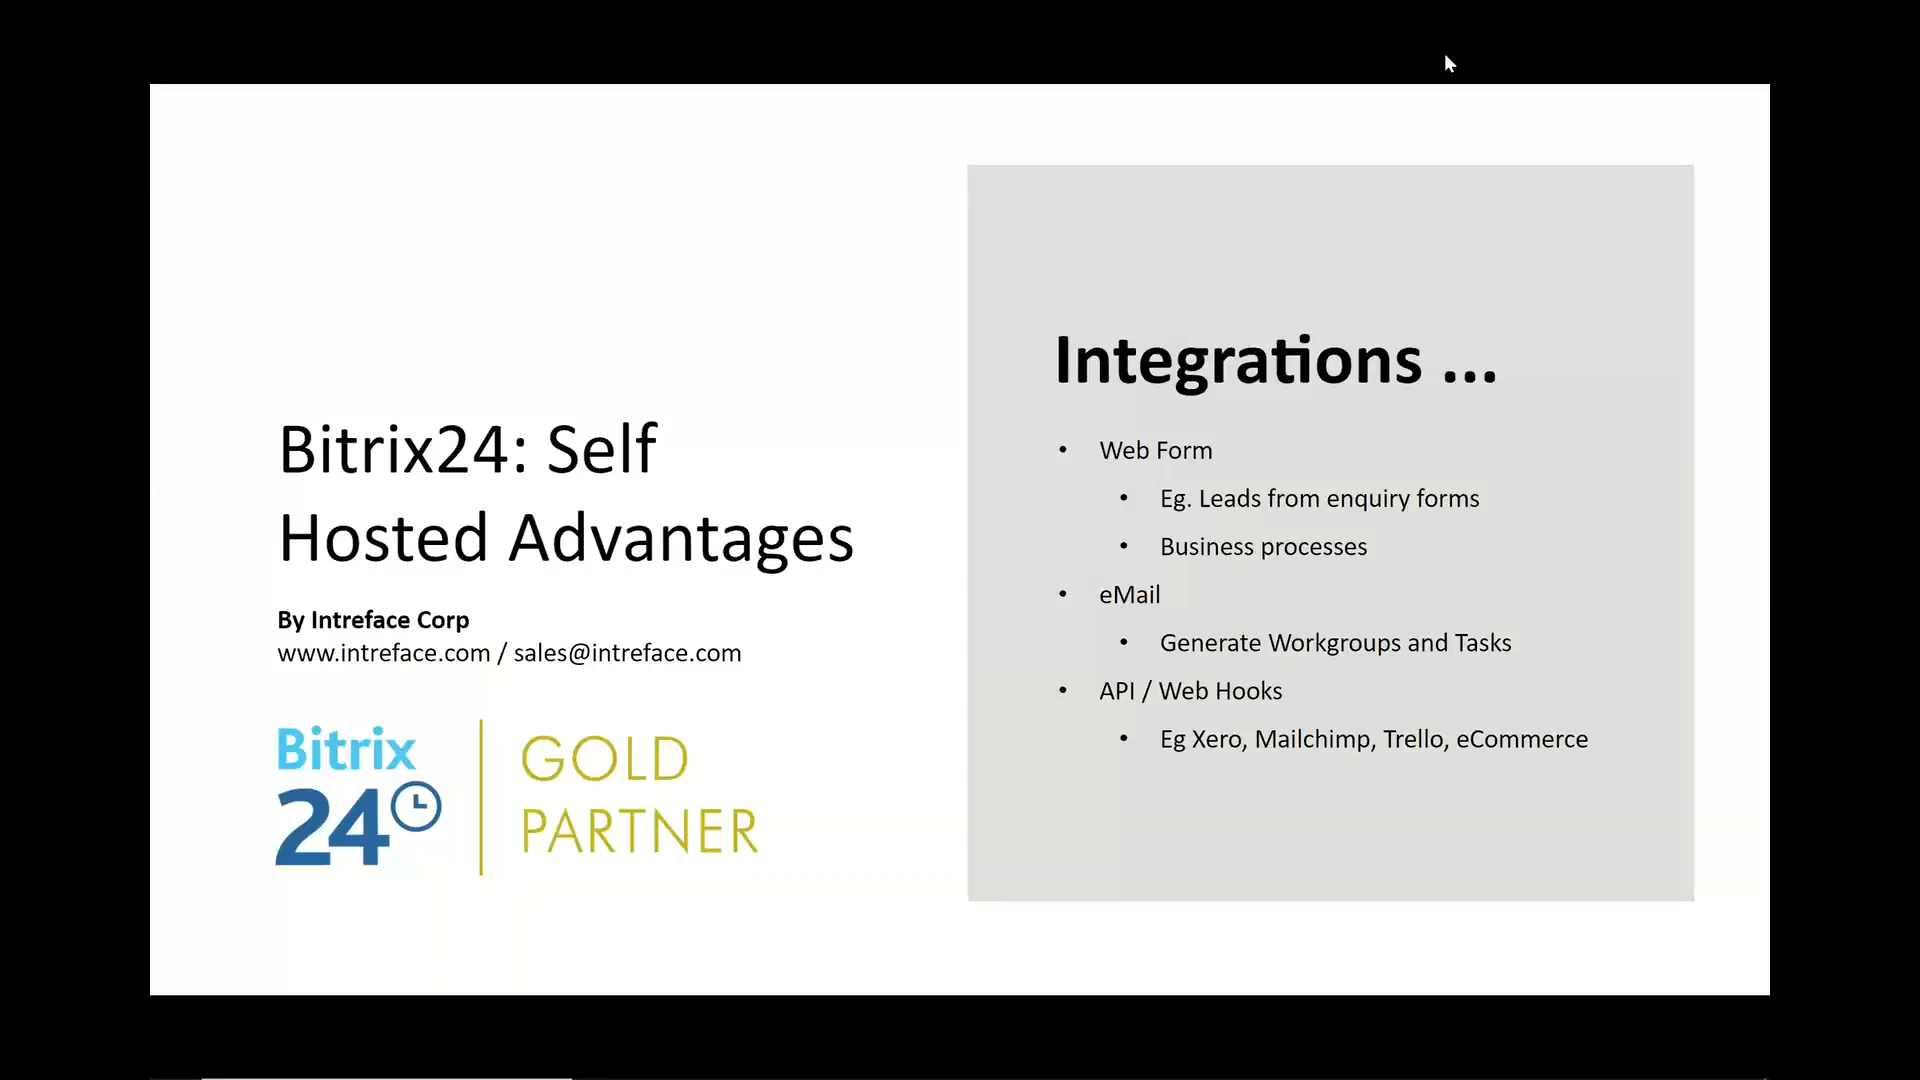 Bitrix24: Self
Hosted Advantages
By Intreface Corp
www.intreface.com / sales@intreface.com
Bitrix
24
GOLD
PARTNER
Integrations ...
• Web Form
• Eg. Leads from enquiry forms
• Business processes
• eMail
• Generate Workgroups and Tasks
• API / Web Hooks
• Eg Xero, Mailchimp, Trello, eCommerce